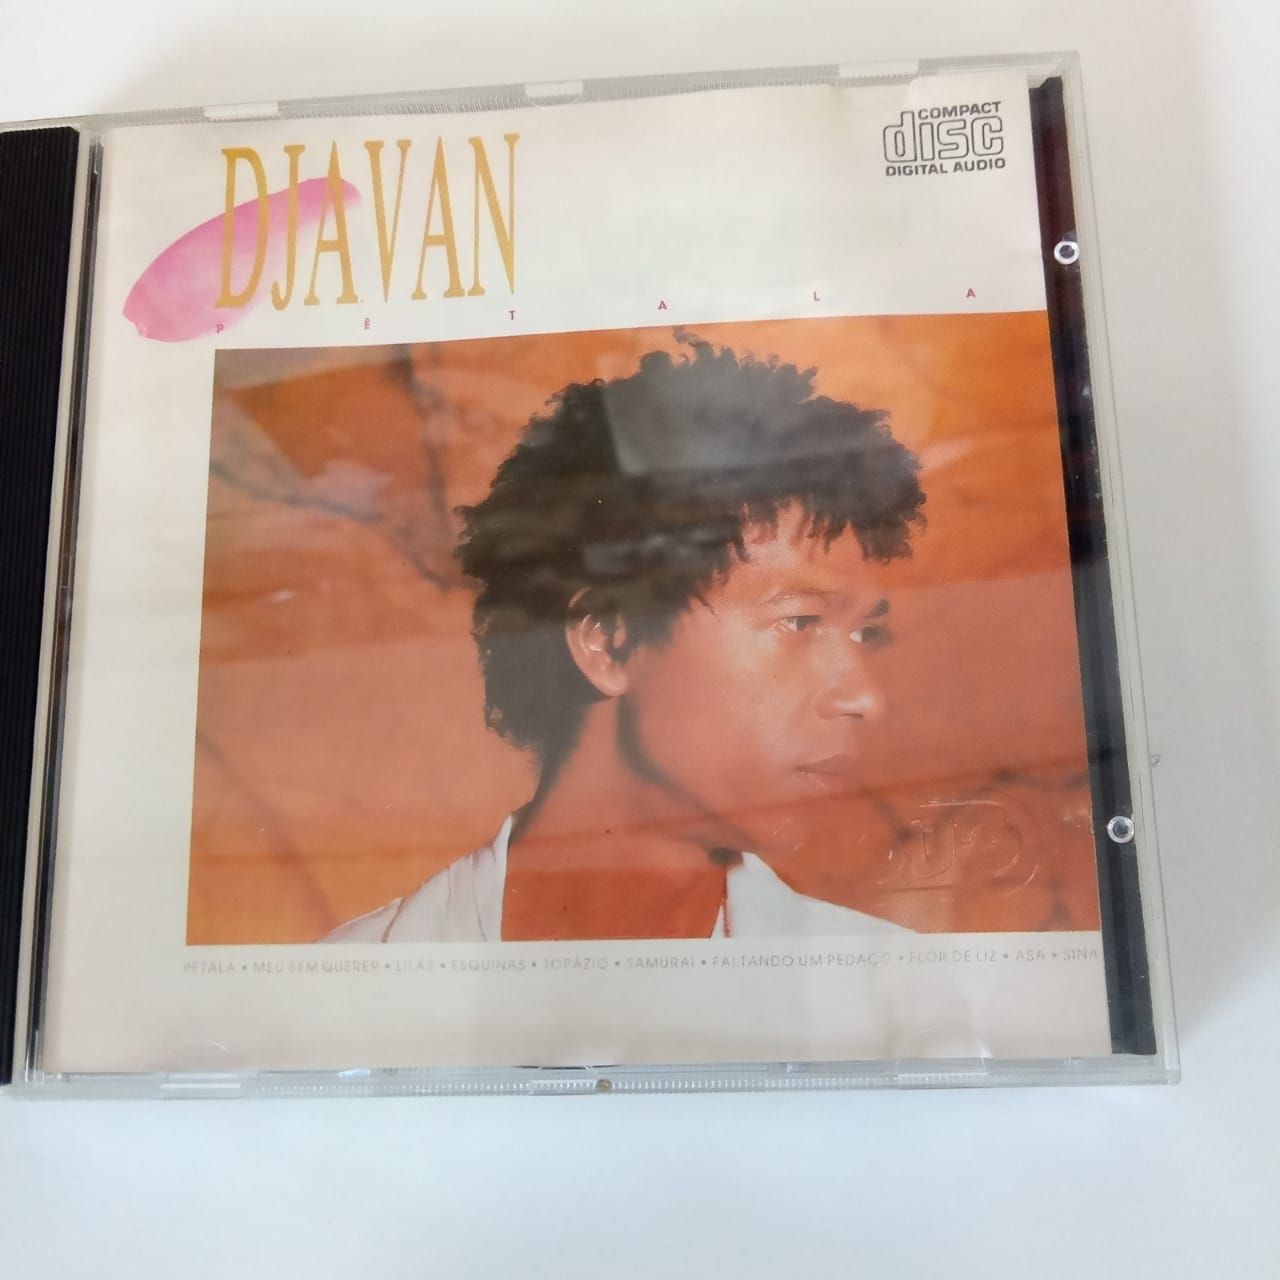 COMPACT
disc
DIGITAL AUDIO
DJAVAN
PÉTALA
PÉTALA • MEU BEM QUERER • LILÁS • ESQUINAS • TOPÁZIO • SAMURAI • FALTANDO UM PEDAÇO • FLOR DE LIZ • ASA • SINA